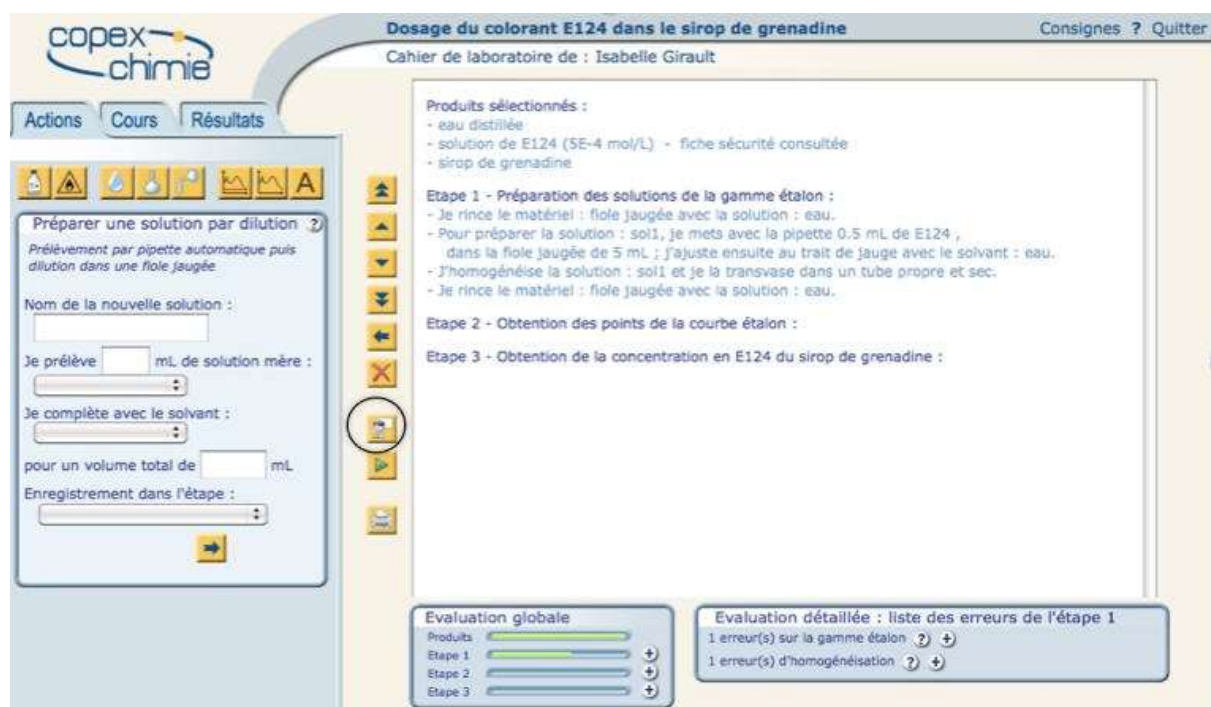 copex
chimie
Dosage du colorant E124 dans le sirop de grenadine
Consignes ? Quitter
Cahier de laboratoire de : Isabelle Girault
Actions
Cours
Résultats
A
Préparer une solution par dilution ?
Prélèvement par pipette automatique puis
dilution dans une fiole jaugée
Nom de la nouvelle solution :
Je prélève mL de solution mère :
Je complète avec le solvant :
pour un volume total de mL
Enregistrement dans l'étape :
Produits sélectionnés :
- eau distillée
- solution de E124 (5E-4 mol/L) - fiche sécurité consultée
- sirop de grenadine
Etape 1 - Préparation des solutions de la gamme étalon :
- Je rince le matériel : fiole jaugée avec la solution : eau.
- Pour préparer la solution : sol1, je mets avec la pipette 0.5 mL de E124 ,
dans la fiole jaugée de 5 mL ; j'ajuste ensuite au trait de jauge avec le solvant : eau.
- J'homogénéise la solution : sol1 et je la transvase dans un tube propre et sec.
- Je rince le matériel : fiole jaugée avec la solution : eau.
Etape 2 - Obtention des points de la courbe étalon :
Etape 3 - Obtention de la concentration en E124 du sirop de grenadine :
Evaluation globale
Produits
Etape 1 +
Etape 2 +
Etape 3 +
Evaluation détaillée : liste des erreurs de l'étape 1
1 erreur(s) sur la gamme étalon ? +
1 erreur(s) d'homogénéisation ? +